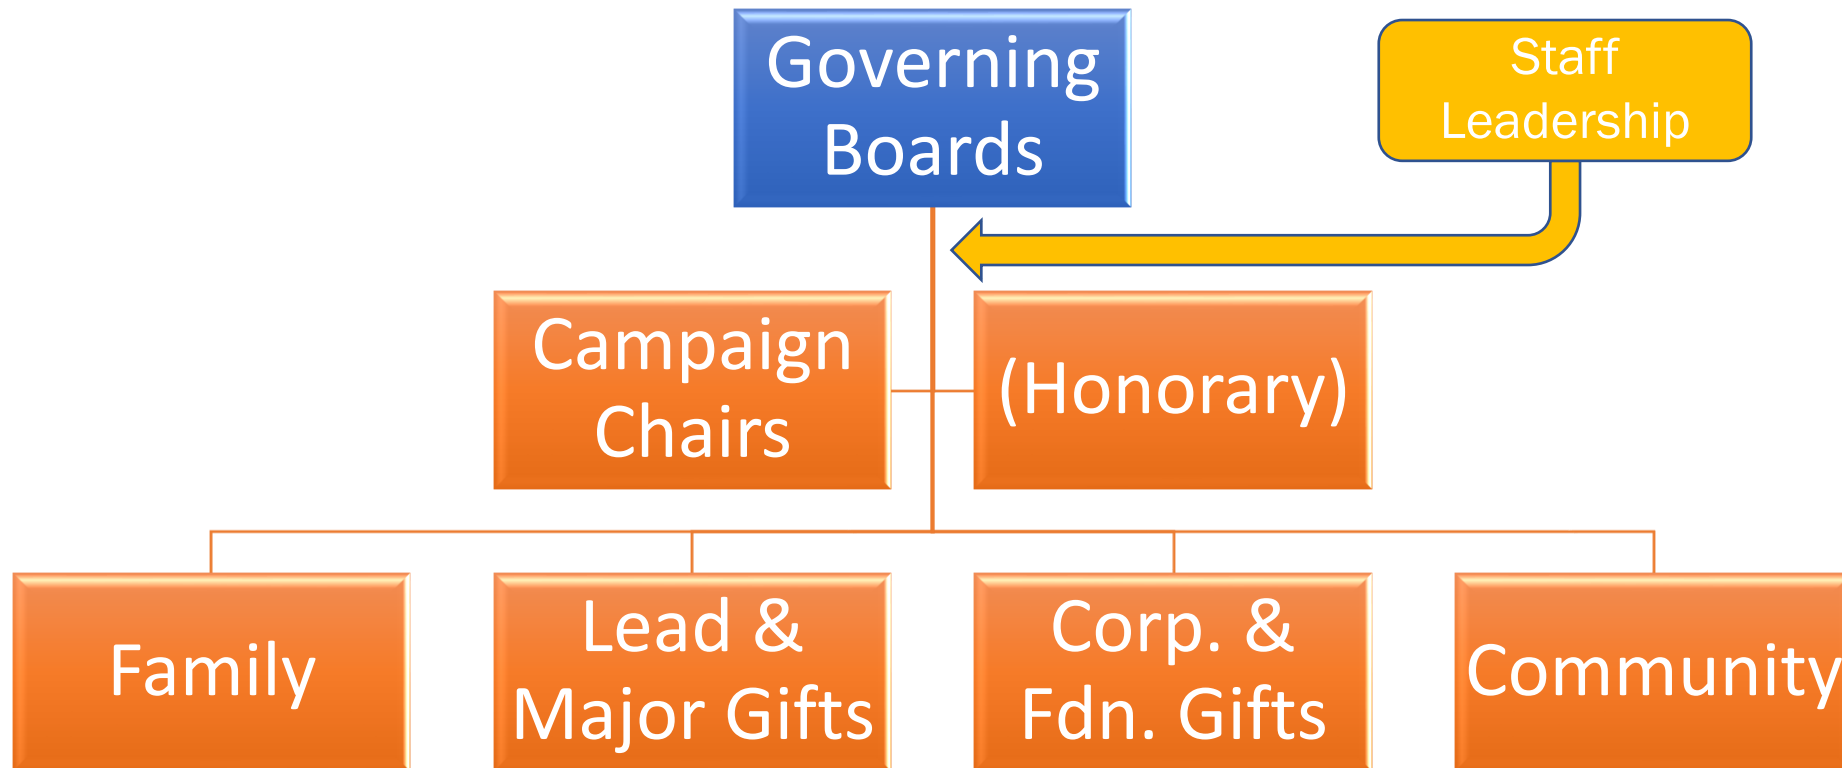 Governing
Boards
Staff
Leadership
Campaign
Chairs
(Honorary)
Family
Lead &
Major Gifts
Corp. &
Fdn. Gifts
Community